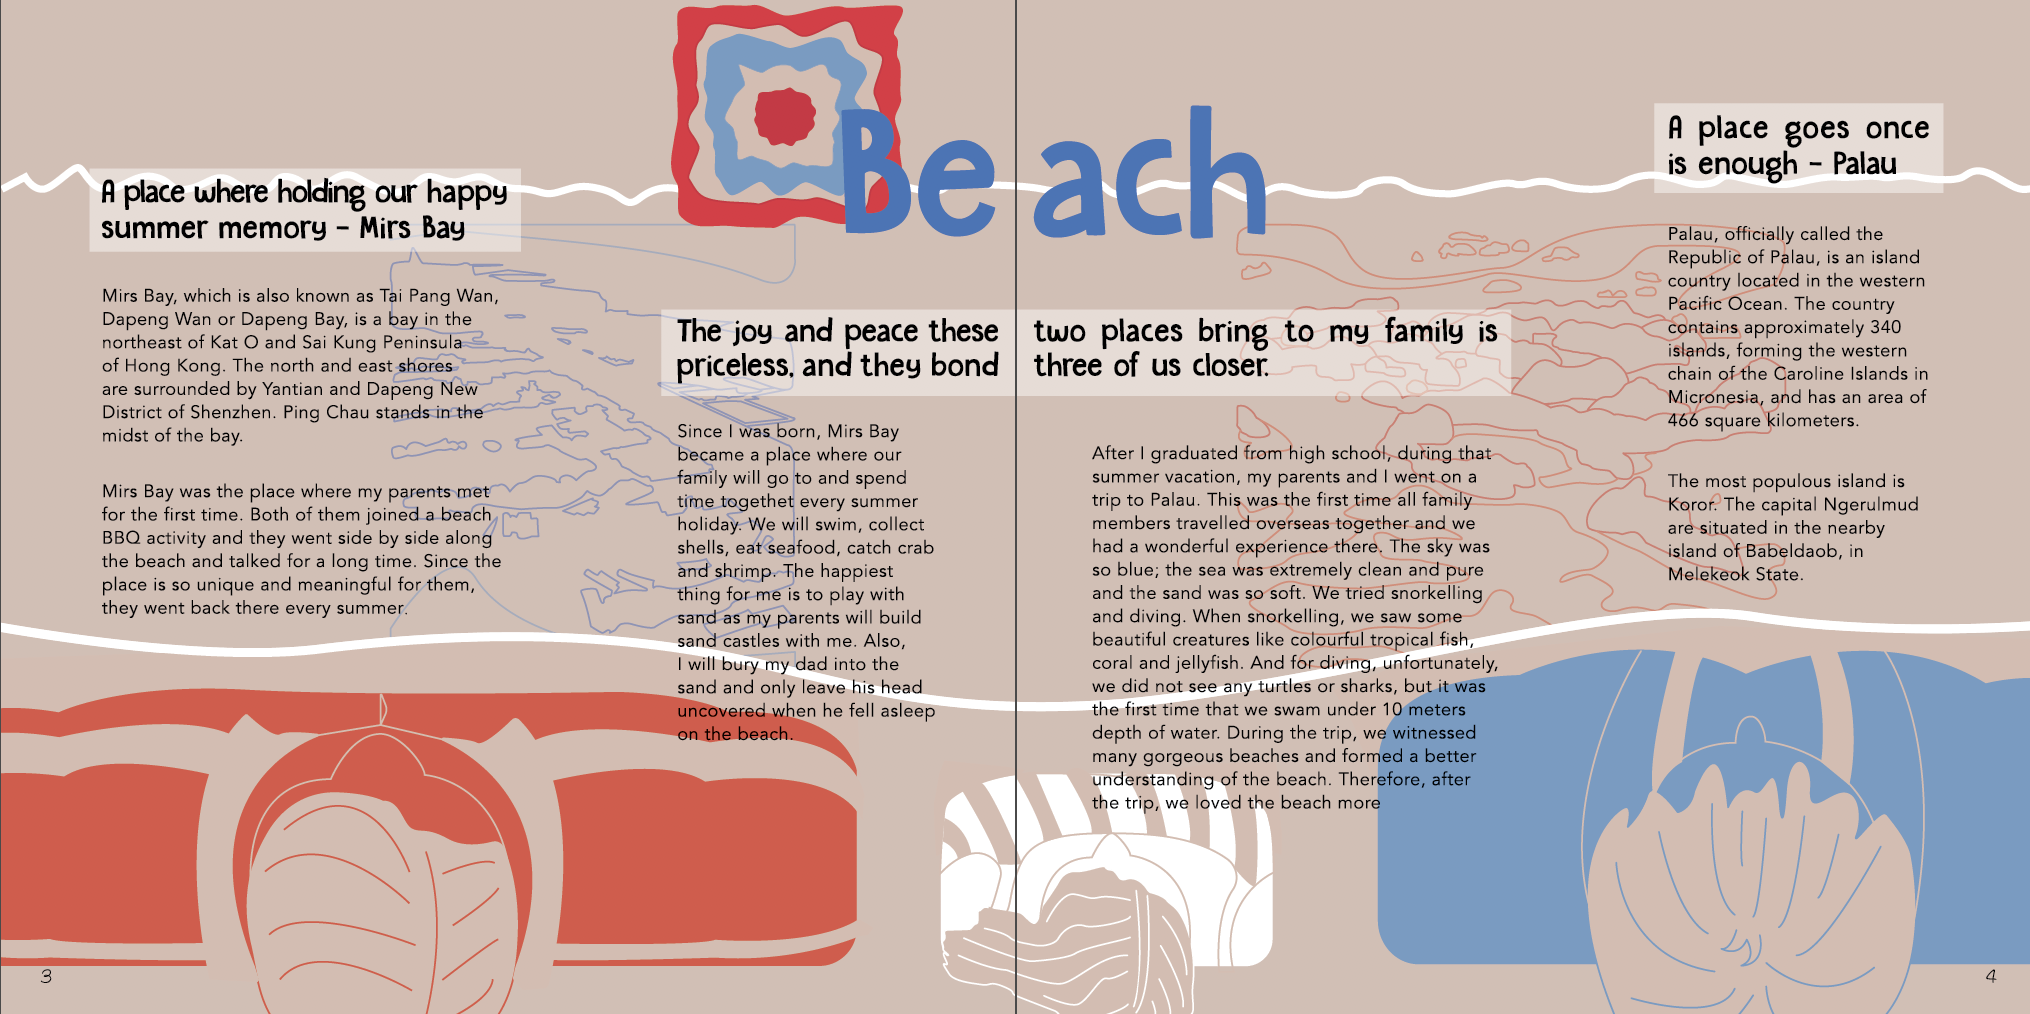 Beach
A place where holding our happy
summer memory – Mirs Bay
Mirs Bay, which is also known as Tai Pang Wan,
Dapeng Wan or Dapeng Bay, is a bay in the
northeast of Kat O and Sai Kung Peninsula
of Hong Kong. The north and east shores
are surrounded by Yantian and Dapeng New
District of Shenzhen. Ping Chau stands in the
midst of the bay.
Mirs Bay was the place where my parents met
for the first time. Both of them joined a beach
BBQ activity and they went side by side along
the beach and talked for a long time. Since the
place is so unique and meaningful for them,
they went back there every summer.
The joy and peace these two places bring to my family is
priceless, and they bond three of us closer.
Since I was born, Mirs Bay
became a place where our
family will go to and spend
time togethet every summer
holiday. We will swim, collect
shells, eat seafood, catch crab
and shrimp. The happiest
thing for me is to play with
sand as my parents will build
sand castles with me. Also,
I will bury my dad into the
sand and only leave his head
uncovered when he fell asleep
on the beach.
After I graduated from high school, during that
summer vacation, my parents and I went on a
trip to Palau. This was the first time all family
members travelled overseas together and we
had a wonderful experience there. The sky was
so blue; the sea was extremely clean and pure
and the sand was so soft. We tried snorkelling
and diving. When snorkelling, we saw some
beautiful creatures like colourful tropical fish,
coral and jellyfish. And for diving, unfortunately,
we did not see any turtles or sharks, but it was
the first time that we swam under 10 meters
depth of water. During the trip, we witnessed
many gorgeous beaches and formed a better
understanding of the beach. Therefore, after
the trip, we loved the beach more
A place goes once
is enough – Palau
Palau, officially called the
Republic of Palau, is an island
country located in the western
Pacific Ocean. The country
contains approximately 340
islands, forming the western
chain of the Caroline Islands in
Micronesia, and has an area of
466 square kilometers.
The most populous island is
Koror. The capital Ngerulmud
are situated in the nearby
island of Babeldaob, in
Melekeok State.
3
4